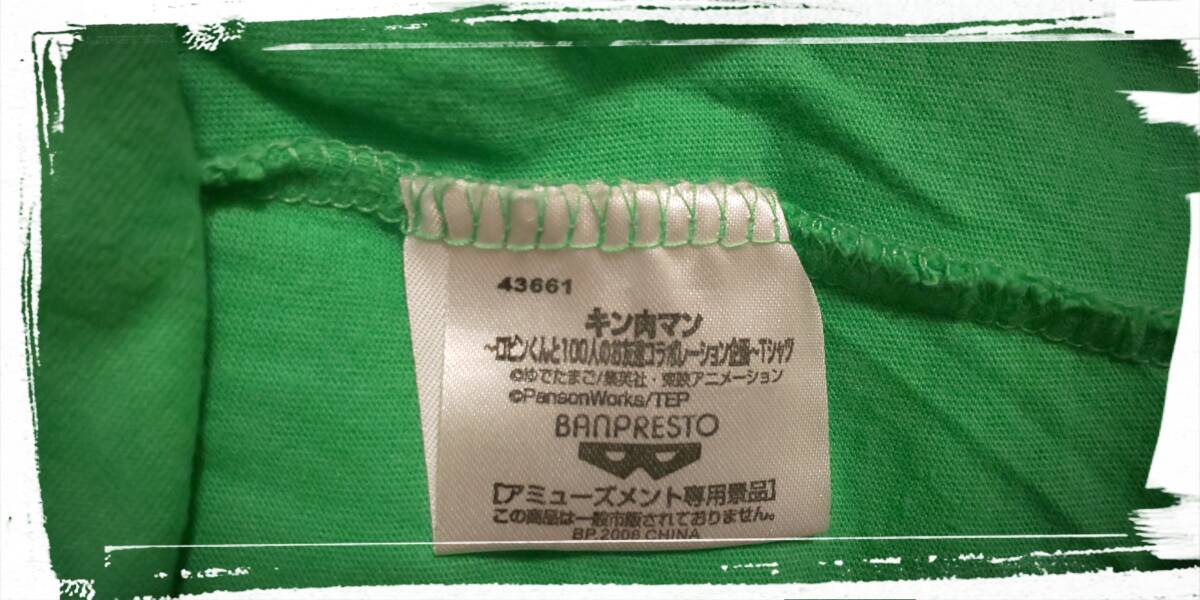 43661
キン肉マン
～ロビンくんと100人のお友達コラボレーション企画～Tシャツ
©ゆでたまご/集英社・東映アニメーション
©PansonWorks/TEP
BANPRESTO
[アミューズメント専用景品]
この商品は一般市販されておりません。
BP.2008 CHINA